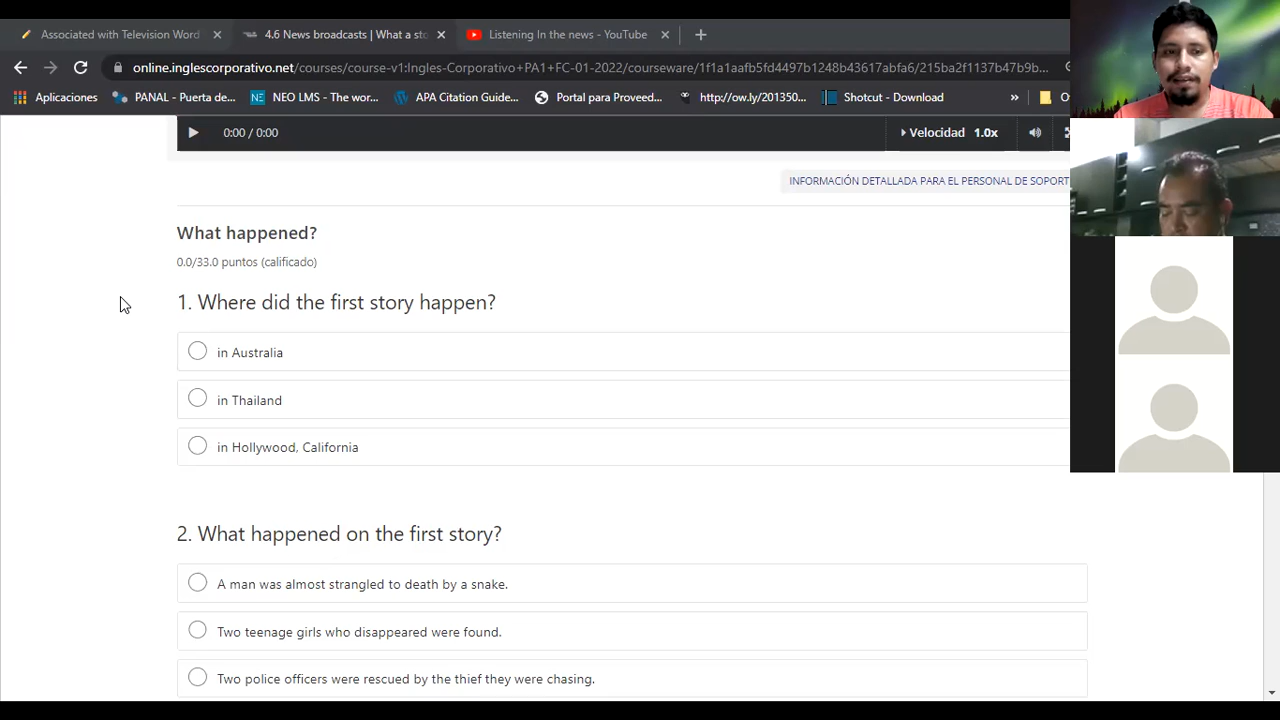 Associated with Television Word
4.6 News broadcasts | What a sto
Listening In the news - YouTube
online.inglescorporativo.net/courses/course-v1:Ingles-Corp
+PA1+FC-01-2022/courseware/1f1a1aafb5fd4497b1248b43617abfa6/215ba2f1137b47b9b...
Aplicaciones
PANAL - Puerta de...
NEO LMS - The wor...
APA Citation Guide...
Portal para Proveed...
http://ow.ly/201350...
Shotcut - Download
»
0:00 / 0:00
Velocidad 1.0x
INFORMACIÓN DETALLADA PARA EL PERSONAL DE SOPORT
What happened?
0.0/33.0 puntos (calificado)
1. Where did the first story happen?
in Australia
in Thailand
in Hollywood, California
2. What happened on the first story?
A man was almost strangled to death by a snake.
Two teenage girls who disappeared were found.
Two police officers were rescued by the thief they were chasing.